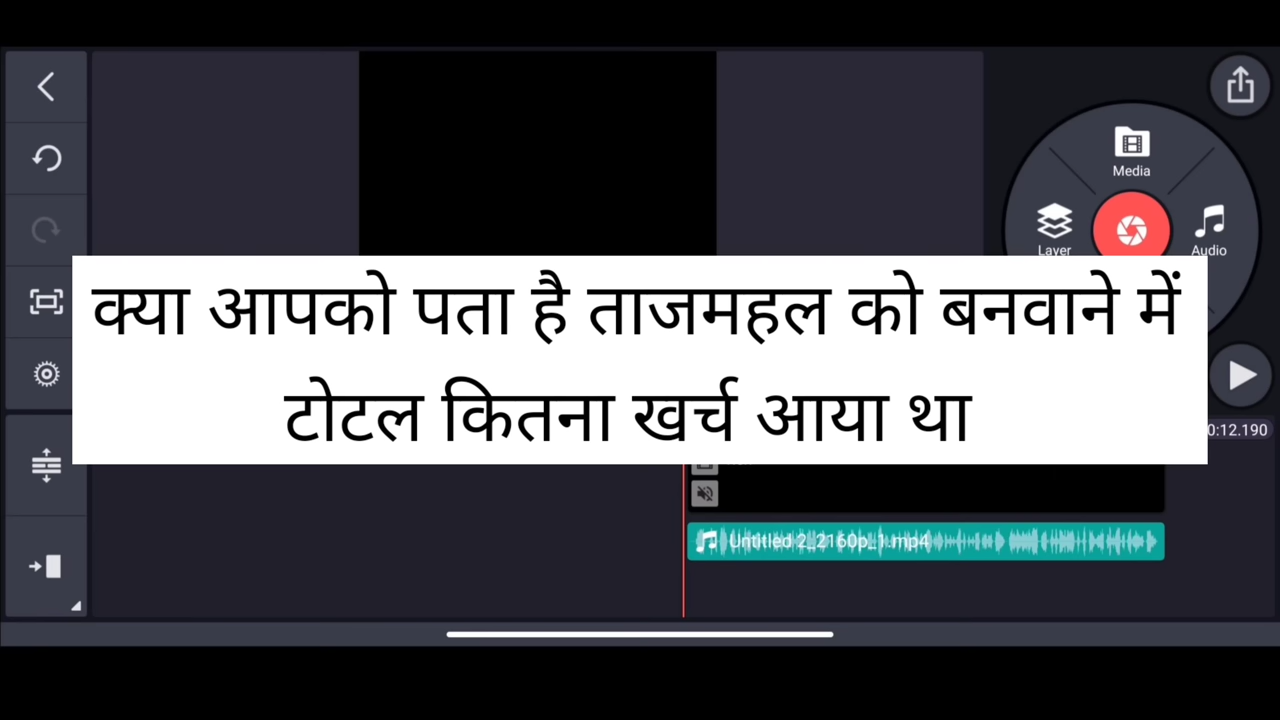 Media
Layer
Audio
क्या आपको पता है ताजमहल को बनवाने में
टोटल कितना खर्च आया था
0:12.190
Untitled 2_2160p_1.mp4